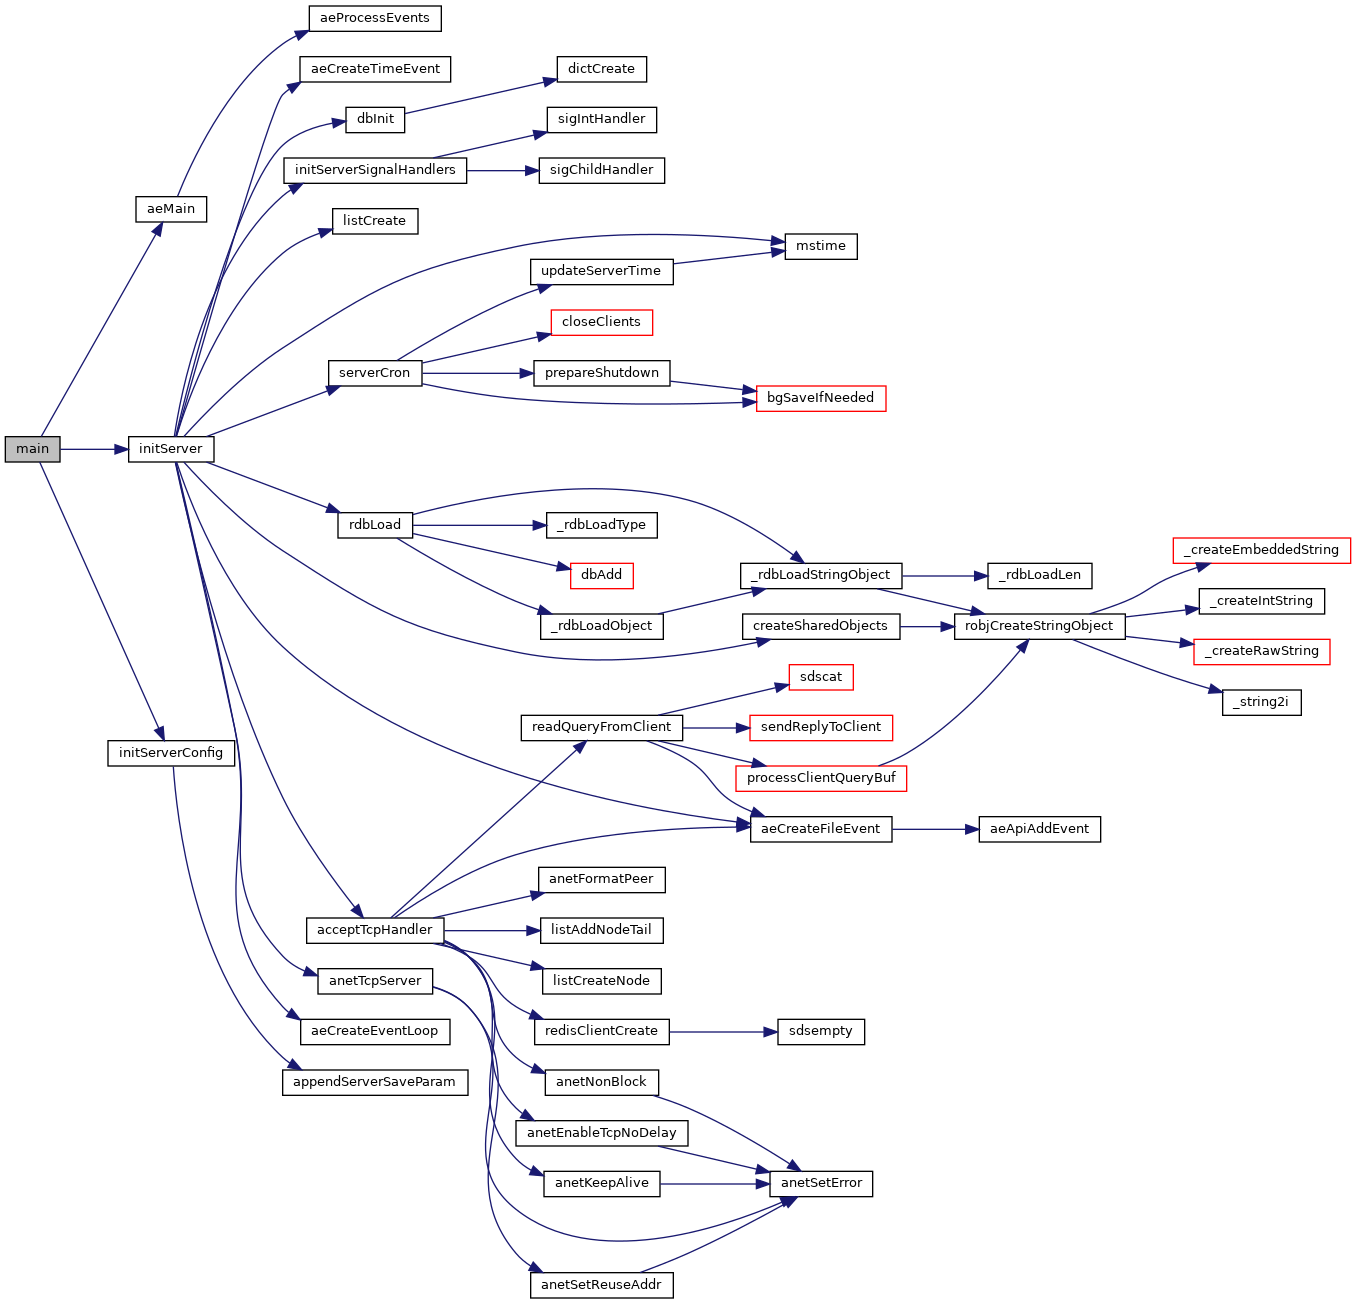 aeProcessEvents
aeCreateTimeEvent
dictCreate
dbInit
sigIntHandler
initServerSignalHandlers
sigChildHandler
aeMain
listCreate
mstime
updateServerTime
closeClients
serverCron
prepareShutdown
bgSaveIfNeeded
main
initServer
rdbLoad
_rdbLoadType
_createEmbeddedString
dbAdd
_rdbLoadStringObject
_rdbLoadLen
_createIntString
_rdbLoadObject
createSharedObjects
robjCreateStringObject
_createRawString
sdscat
_string2i
readQueryFromClient
sendReplyToClient
initServerConfig
processClientQueryBuf
aeCreateFileEvent
aeApiAddEvent
anetFormatPeer
acceptTcpHandler
listAddNodeTail
anetTcpServer
listCreateNode
aeCreateEventLoop
redisClientCreate
sdsempty
appendServerSaveParam
anetNonBlock
anetEnableTcpNoDelay
anetKeepAlive
anetSetError
anetSetReuseAddr